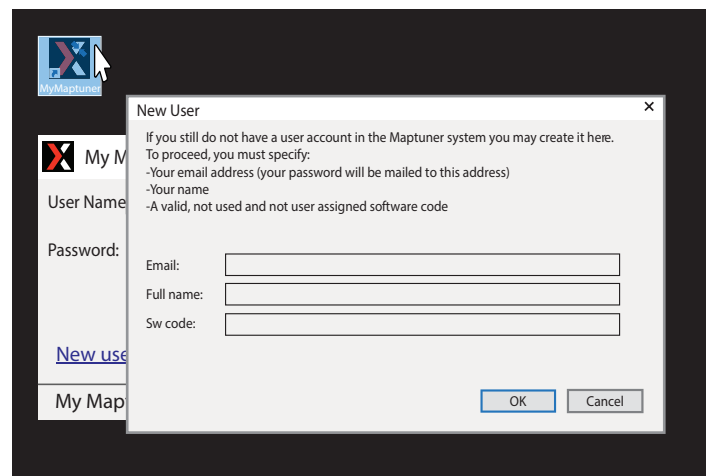 MyMaptuner
New User
If you still do not have a user account in the Maptuner system you may create it here.
To proceed, you must specify:
-Your email address (your password will be mailed to this address)
-Your name
-A valid, not used and not user assigned software code
Email:
Full name:
Sw code:
OK
Cancel
My M
User Name
Password:
New use
My Map